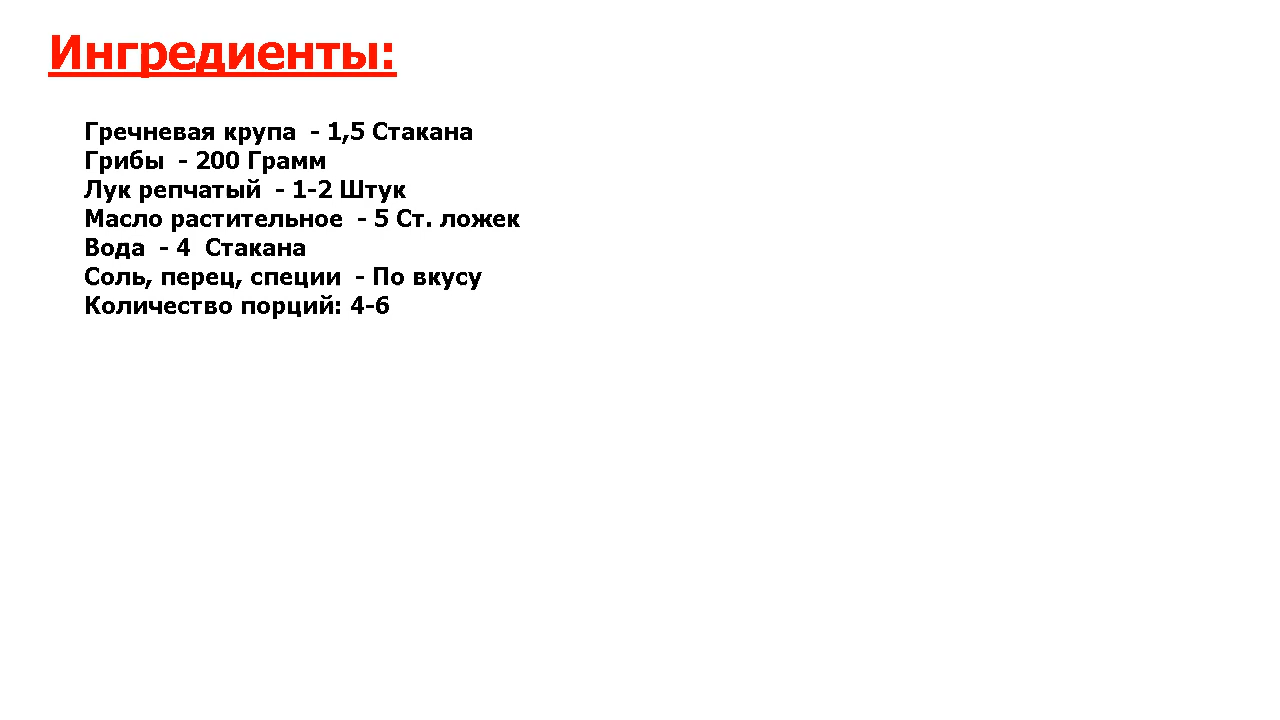 Ингредиенты:
Гречневая крупа  - 1,5 Стакана
Грибы  - 200 Грамм
Лук репчатый  - 1-2 Штук
Масло растительное  - 5 Ст. ложек
Вода  - 4  Стакана
Соль, перец, специи  - По вкусу
Количество порций: 4-6